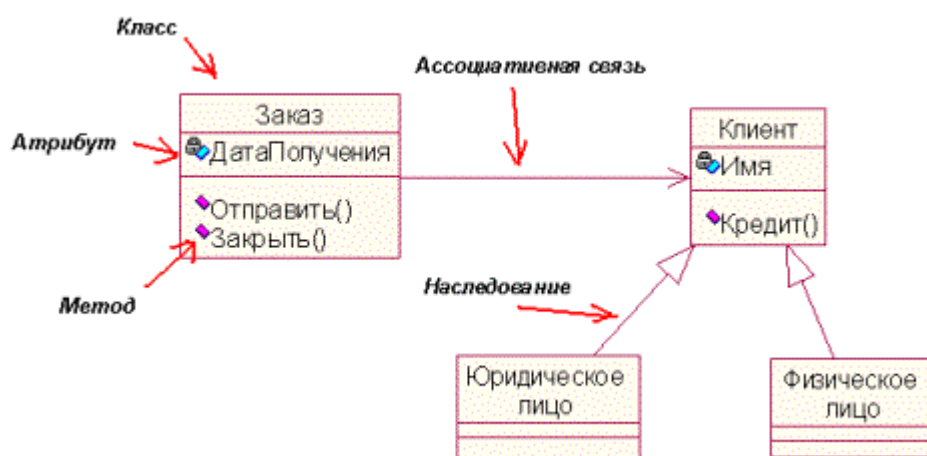 Класс
Ассоциативная связь
Заказ
Атрибут
ДатаПолучения
Отправить()
Закрыть()
Метод
Клиент
Имя
Кредит()
Наследование
Юридическое
лицо
Физическое
лицо